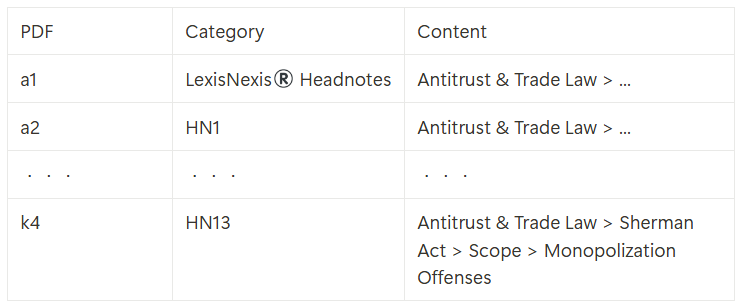 PDF Category Content
a1 LexisNexis® Headnotes Antitrust & Trade Law > ...
a2 HN1 Antitrust & Trade Law > ...
· · · · · · · · ·
k4 HN13 Antitrust & Trade Law > Sherman
Act > Scope > Monopolization
Offenses